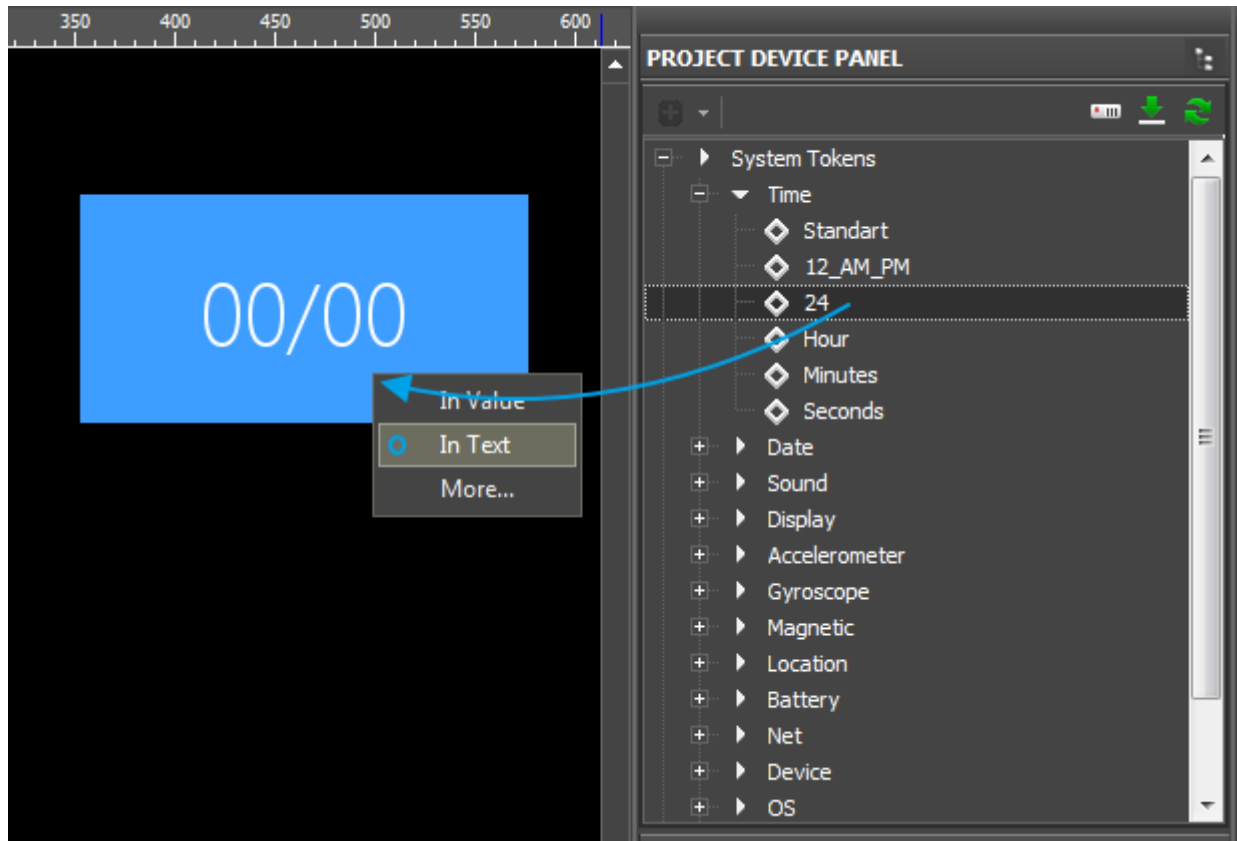 350 400 450 500 550 600
00/00
In Value
In Text
More...
PROJECT DEVICE PANEL
System Tokens
Time
Standart
12_AM_PM
24
Hour
Minutes
Seconds
Date
Sound
Display
Accelerometer
Gyroscope
Magnetic
Location
Battery
Net
Device
OS